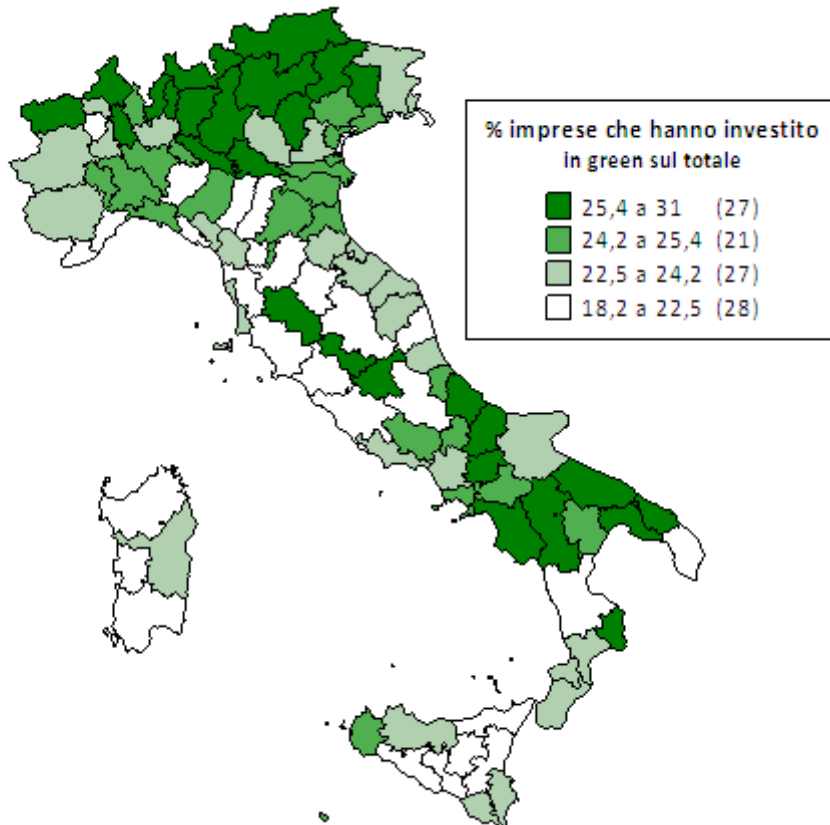 % imprese che hanno investito
in green sul totale
25,4 a 31 (27)
24,2 a 25,4 (21)
22,5 a 24,2 (27)
18,2 a 22,5 (28)